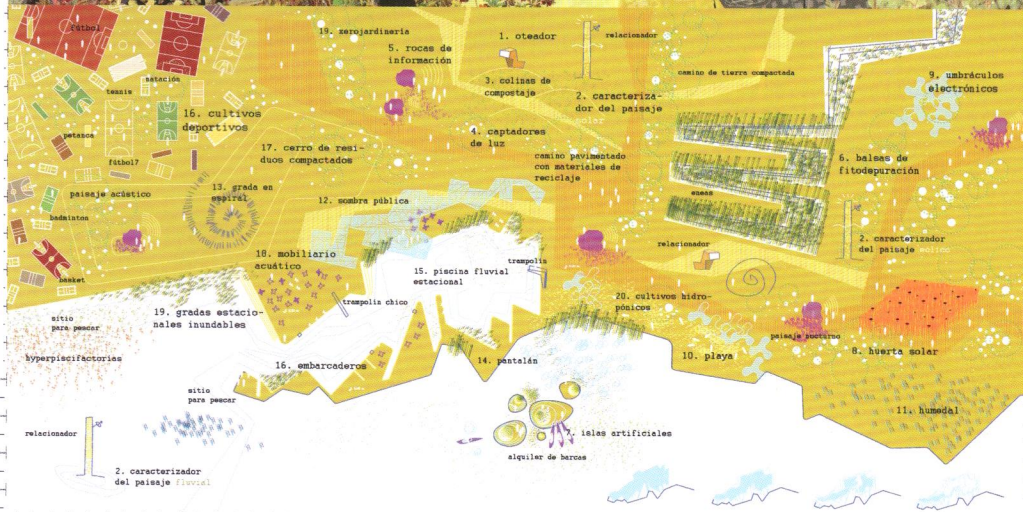 fútbol
19. xerojardinería
5. rocas de
información
1. oteador
relacionador
natación
tennis
3. colinas de
compostaje
camino de tierra compactada
9. umbráculos
electrónicos
2. caracteriza-
dor del paisaje
solar
16. cultivos
deportivos
petanca
4. captadores
de luz
17. cerro de resi-
duos compactados
fútbol7
camino pavimentado
con materiales de
reciclaje
6. balsas de
fitodepuración
paisaje acústico
13. grada en
espiral
12. sombra pública
eneas
badminton
relacionador
2. caracterizador
del paisaje eólico
18. mobiliario
acuático
trampolín
15. piscina fluvial
estacional
basket
trampolín chico
20. cultivos hidro-
pónicos
19. gradas estacio-
nales inundables
sitio
para pescar
paisaje nocturno
hyperpiscifactorías
16. embarcaderos
14. pantalán
10. playa
8. huerta solar
sitio
para pescar
11. humedal
relacionador
7. islas artificiales
alquiler de barcas
2. caracterizador
del paisaje fluvial